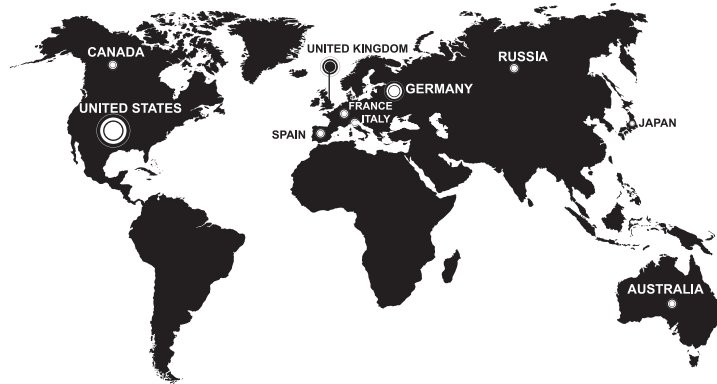 CANADA
UNITED KINGDOM
RUSSIA
GERMANY
UNITED STATES
FRANCE
ITALY
SPAIN
JAPAN
AUSTRALIA